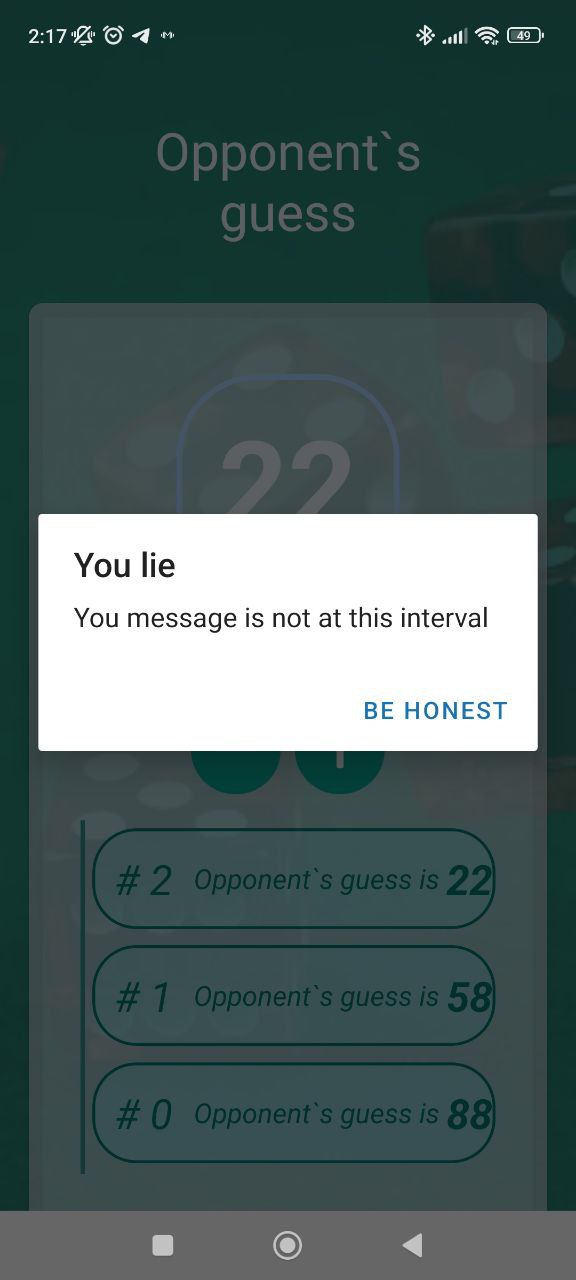 2:17
49
Opponent`s
guess
22
You lie
You message is not at this interval
BE HONEST
# 2 Opponent`s guess is 22
# 1 Opponent`s guess is 58
# 0 Opponent`s guess is 88